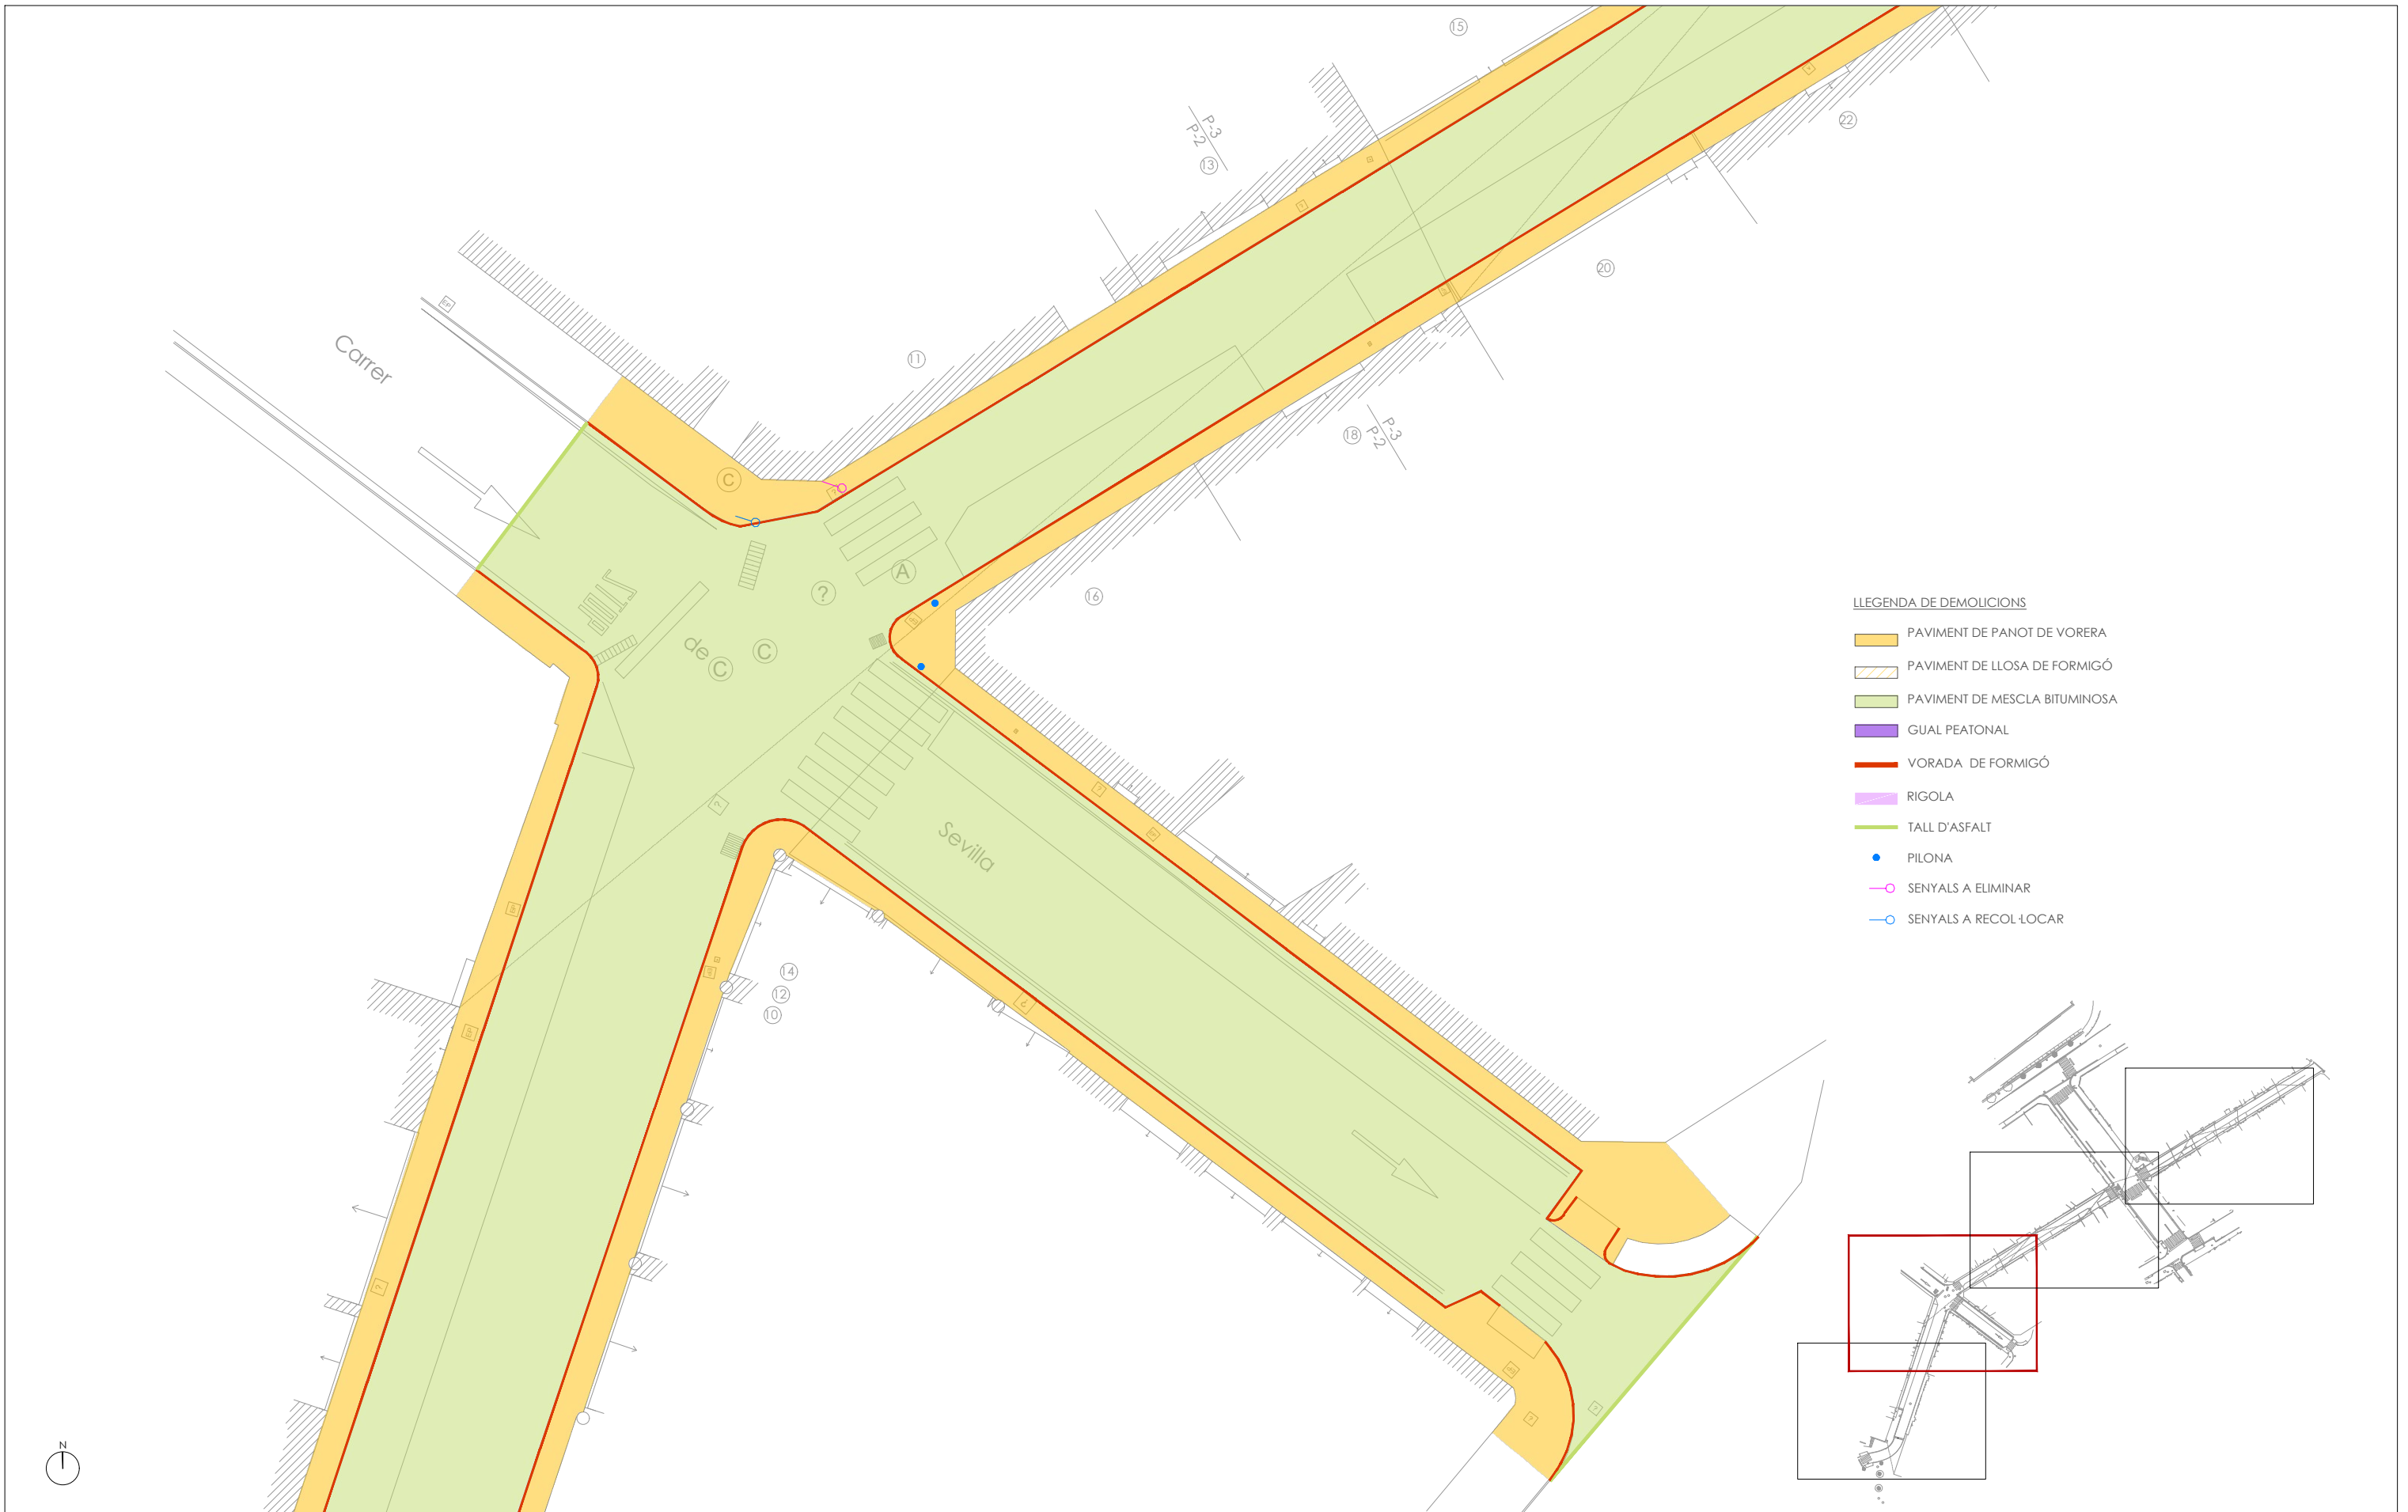 15
P-3
P-2
13
22
20
EP
Carrer
11
18
P-3
P-2
C
16
?
A
de
C
C
?
Sevilla
14
12
10
LLEGENDA DE DEMOLICIONS
PAVIMENT DE PANOT DE VORERA
PAVIMENT DE LLOSA DE FORMIGÓ
PAVIMENT DE MESCLA BITUMINOSA
GUAL PEATONAL
VORADA DE FORMIGÓ
RIGOLA
TALL D'ASFALT
PILONA
SENYALS A ELIMINAR
SENYALS A RECOL·LOCAR
?
N